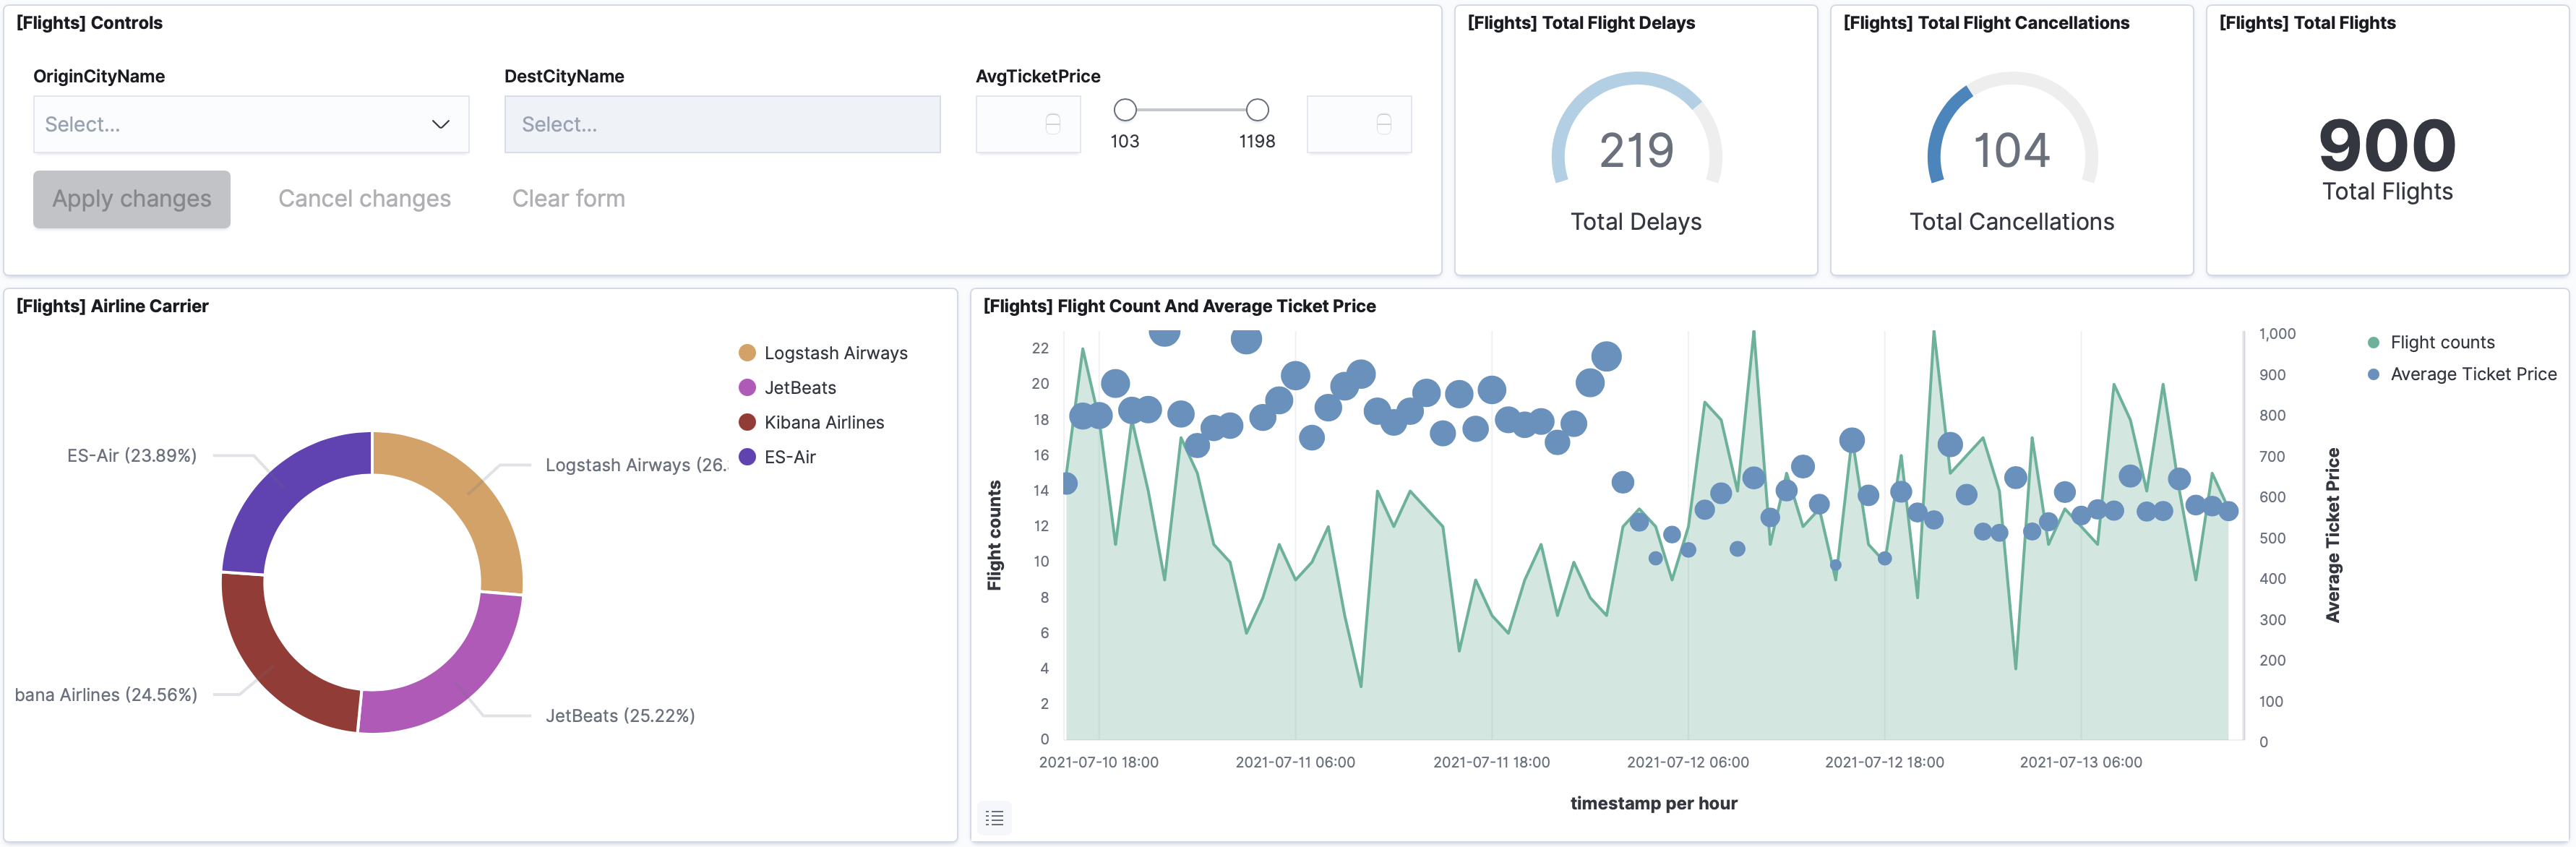 [Flights] Controls
OriginCityName
Select...
DestCityName
Select...
AvgTicketPrice
103
1198
Apply changes
Cancel changes
Clear form
[Flights] Total Flight Delays
219
Total Delays
[Flights] Total Flight Cancellations
104
Total Cancellations
[Flights] Total Flights
900
Total Flights
[Flights] Airline Carrier
Logstash Airways
JetBeats
Kibana Airlines
ES-Air
ES-Air (23.89%)
Logstash Airways (26.
bana Airlines (24.56%)
JetBeats (25.22%)
[Flights] Flight Count And Average Ticket Price
Flight counts
22
20
18
16
14
12
10
8
6
4
2
0
2021-07-10 18:00
2021-07-11 06:00
2021-07-11 18:00
2021-07-12 06:00
2021-07-12 18:00
2021-07-13 06:00
timestamp per hour
1,000
900
800
700
600
500
400
300
200
100
0
Average Ticket Price
Flight counts
Average Ticket Price